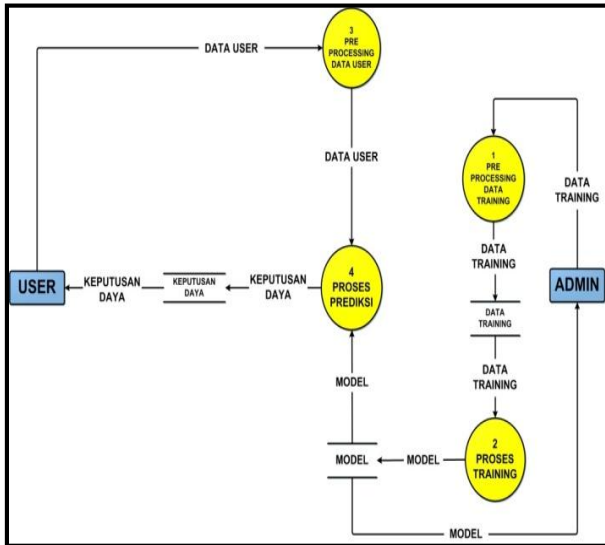 3
PRE
PROCESSING
DATA USER
DATA USER
DATA USER
1
PRE
PROCESSING
DATA
TRAINING
DATA
TRAINING
DATA
TRAINING
USER
KEPUTUSAN
DAYA
KEPUTUSAN
DAYA
KEPUTUSAN
DAYA
4
PROSES
PREDIKSI
ADMIN
DATA
TRAINING
DATA
TRAINING
MODEL
2
PROSES
TRAINING
MODEL
MODEL
MODEL